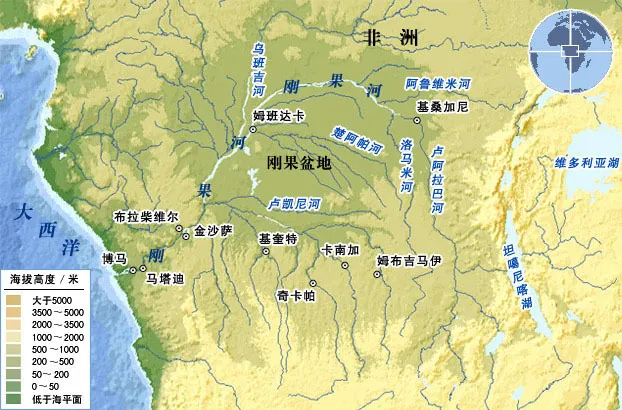 非洲
乌班吉河
刚果河
阿鲁维米河
基桑加尼
姆班达卡
楚阿帕河
洛马米河
卢阿拉巴河
维多利亚湖
河
刚果盆地
果
卢凯尼河
大西洋
布拉柴维尔
金沙萨
刚
基奎特
卡南加
姆布吉马伊
坦噶尼喀湖
博马
马塔迪
奇卡帕
海拔高度/米
大于5000
3500～5000
2000～3500
1000～2000
500～1000
200～500
50～200
0～50
低于海平面